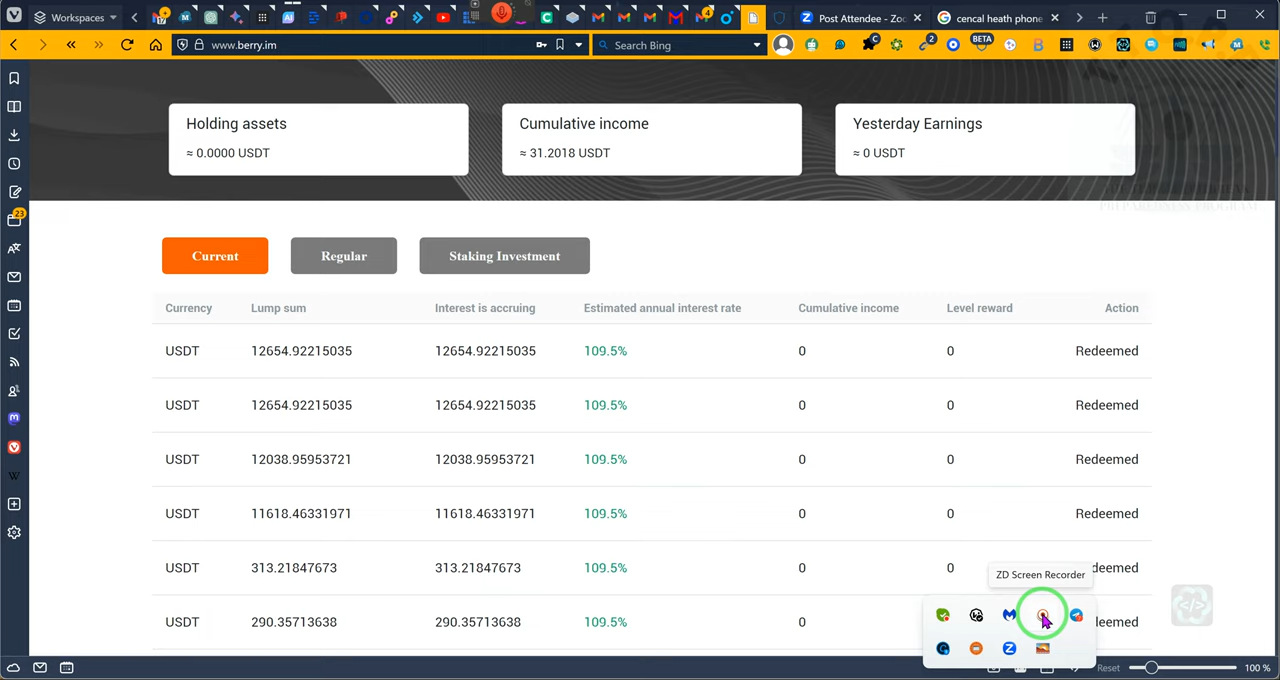 Workspaces
4
Post Attendee - Zoo
cencal heath phone
www.berry.im
Search Bing
C
2
BETA
23
Holding assets
≈ 0.0000 USDT
Cumulative income
≈ 31.2018 USDT
Yesterday Earnings
≈ 0 USDT
Current
Regular
Staking Investment
Currency Lump sum Interest is accruing Estimated annual interest rate Cumulative income Level reward Action
USDT 12654.92215035 12654.92215035 109.5% 0 0 Redeemed
USDT 12654.92215035 12654.92215035 109.5% 0 0 Redeemed
USDT 12038.95953721 12038.95953721 109.5% 0 0 Redeemed
USDT 11618.46331971 11618.46331971 109.5% 0 0 Redeemed
USDT 313.21847673 313.21847673 109.5% 0 0 deemed
ZD Screen Recorder
USDT 290.35713638 290.35713638 109.5% 0 leemed
Reset
100 %